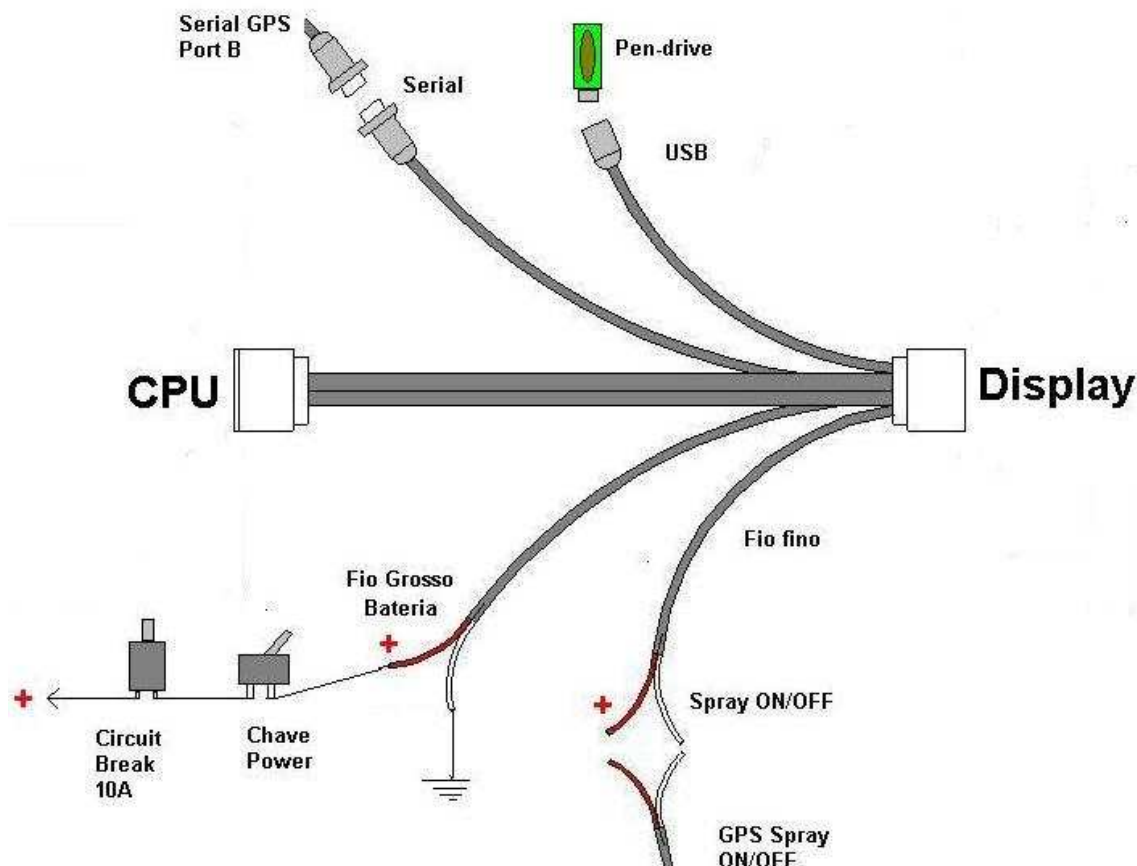 Serial GPS
Port B
Serial
Pen-drive
USB
CPU
Display
Fio fino
Fio Grosso
Bateria
+
+
+
Spray ON/OFF
Circuit
Break
10A
Chave
Power
GPS Spray
ON/OFF